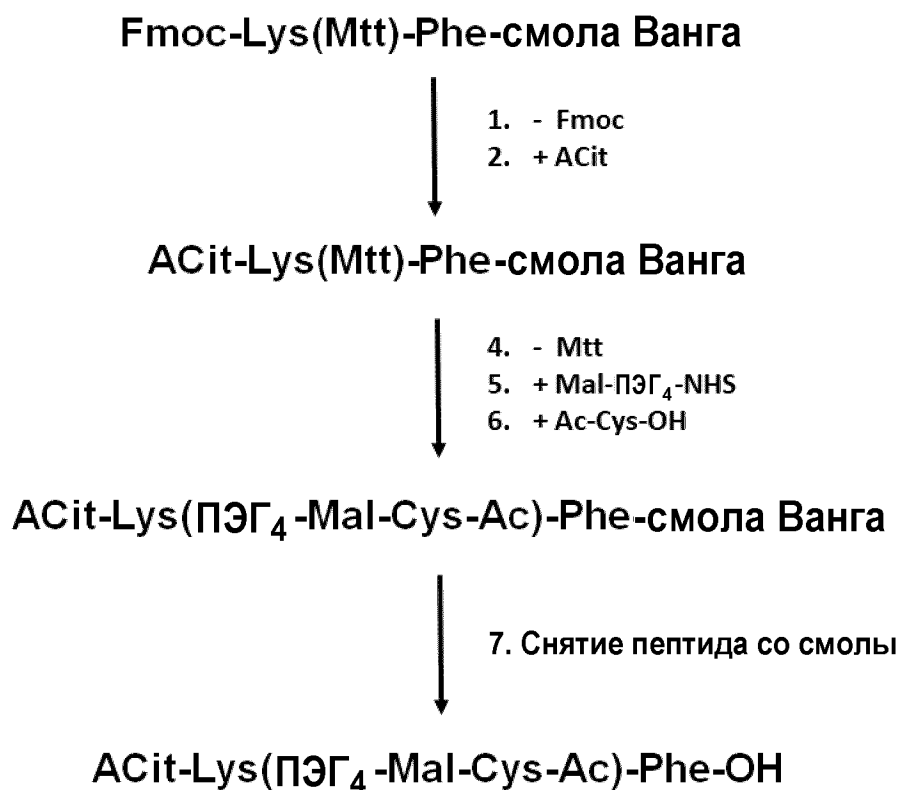 Fmoc-Lys(Mtt)-Phe-смола Ванга
1. - Fmoc
2. + ACit
ACit-Lys(Mtt)-Phe-смола Ванга
4. - Mtt
5. + Mal-ПЭГ₄-NHS
6. + Ac-Cys-OH
ACit-Lys(ПЭГ₄-Mal-Cys-Ac)-Phe-смола Ванга
7. Снятие пептида со смолы
ACit-Lys(ПЭГ₄-Mal-Cys-Ac)-Phe-OH